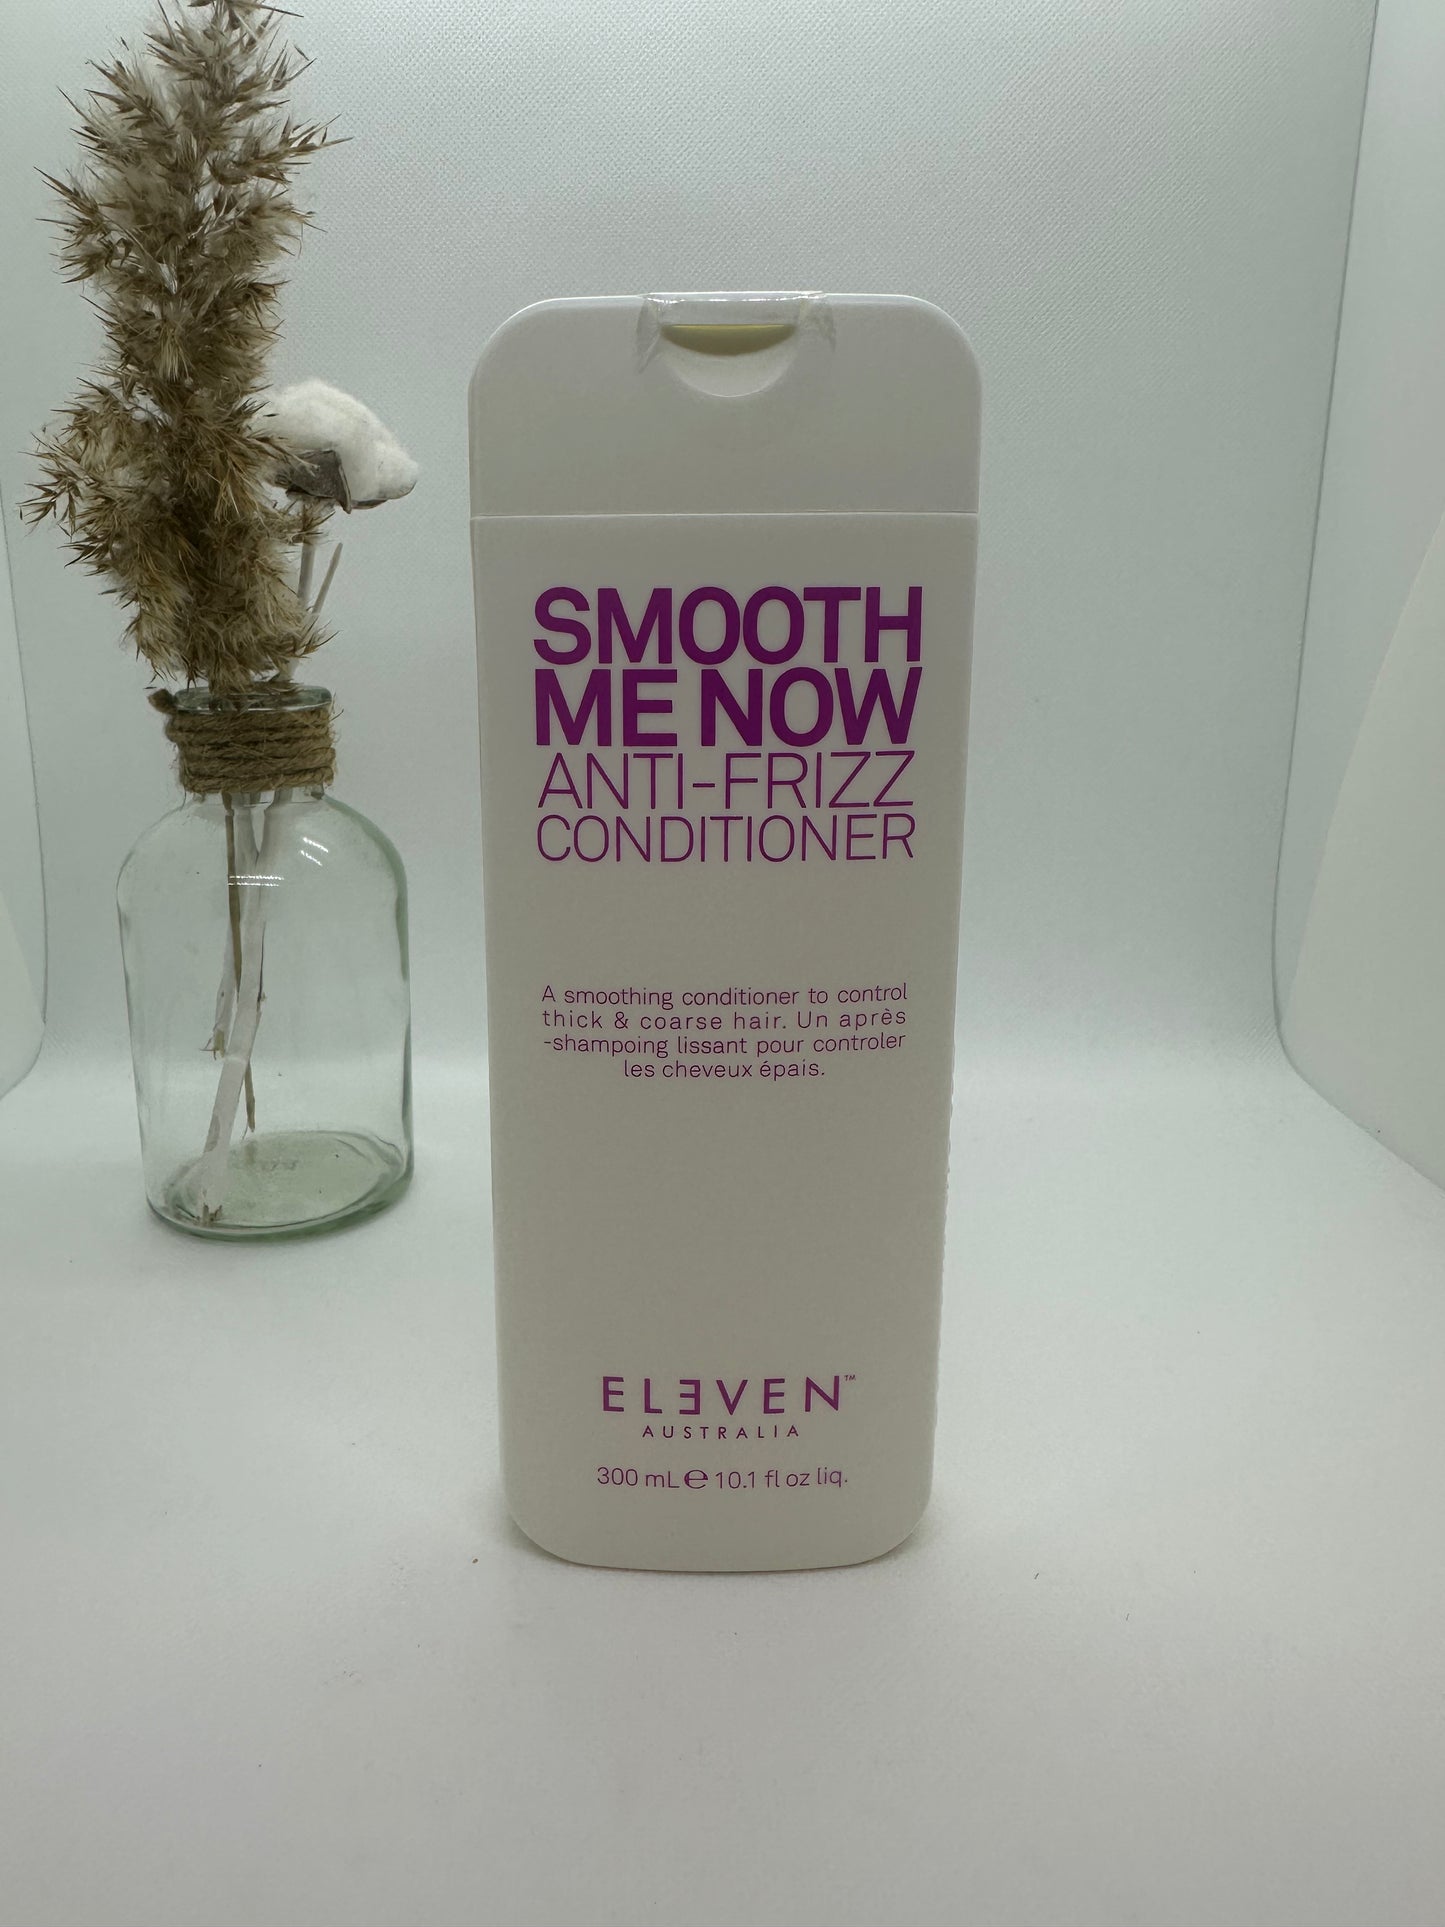 SMOOTH
ME NOW
ANTI-FRIZZ
CONDITIONER
A smoothing conditioner to control
thick & coarse hair. Un après
-shampoing lissant pour controler
les cheveux épais.
ELEVEN™
AUSTRALIA
300 mL ℮ 10.1 fl oz liq.